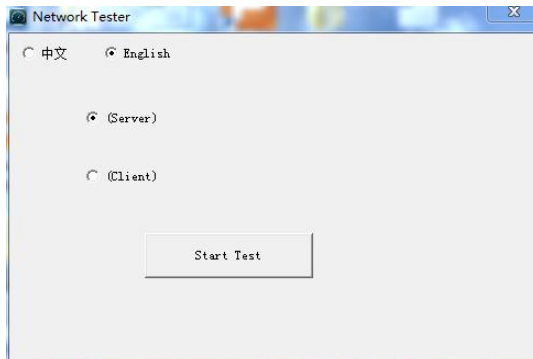 Network Tester
中文 English
(Server)
(Client)
Start Test